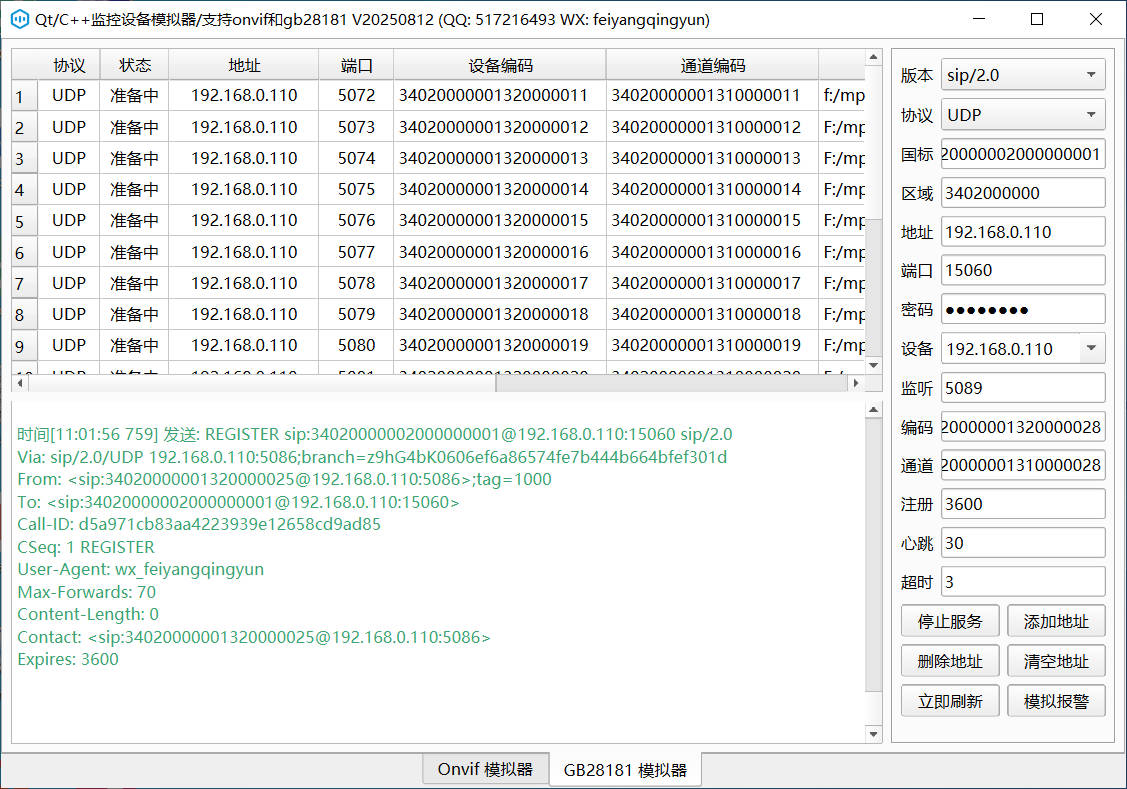 Qt/C++监控设备模拟器/支持onvif和gb28181 V20250812 (QQ: 517216493 WX: feiyangqingyun)
协议 状态 地址 端口 设备编码 通道编码
1 UDP 准备中 192.168.0.110 5072 34020000001320000011 34020000001310000011 f:/mp
2 UDP 准备中 192.168.0.110 5073 34020000001320000012 34020000001310000012 F:/mp
3 UDP 准备中 192.168.0.110 5074 34020000001320000013 34020000001310000013 F:/mp
4 UDP 准备中 192.168.0.110 5075 34020000001320000014 34020000001310000014 F:/mp
5 UDP 准备中 192.168.0.110 5076 34020000001320000015 34020000001310000015 F:/mp
6 UDP 准备中 192.168.0.110 5077 34020000001320000016 34020000001310000016 F:/mp
7 UDP 准备中 192.168.0.110 5078 34020000001320000017 34020000001310000017 F:/mp
8 UDP 准备中 192.168.0.110 5079 34020000001320000018 34020000001310000018 F:/mp
9 UDP 准备中 192.168.0.110 5080 34020000001320000019 34020000001310000019 F:/mp
时间[11:01:56 759] 发送: REGISTER sip:34020000002000000001@192.168.0.110:15060 sip/2.0
Via: sip/2.0/UDP 192.168.0.110:5086;branch=z9hG4bK0606ef6a86574fe7b444b664bfef301d
From: <sip:34020000001320000025@192.168.0.110:5086>;tag=1000
To: <sip:34020000002000000001@192.168.0.110:15060>
Call-ID: d5a971cb83aa4223939e12658cd9ad85
CSeq: 1 REGISTER
User-Agent: wx_feiyangqingyun
Max-Forwards: 70
Content-Length: 0
Contact: <sip:34020000001320000025@192.168.0.110:5086>
Expires: 3600
版本 sip/2.0
协议 UDP
国标 20000002000000001
区域 3402000000
地址 192.168.0.110
端口 15060
密码 ●●●●●●●●
设备 192.168.0.110
监听 5089
编码 20000001320000028
通道 20000001310000028
注册 3600
心跳 30
超时 3
停止服务 添加地址
删除地址 清空地址
立即刷新 模拟报警
Onvif 模拟器 GB28181 模拟器